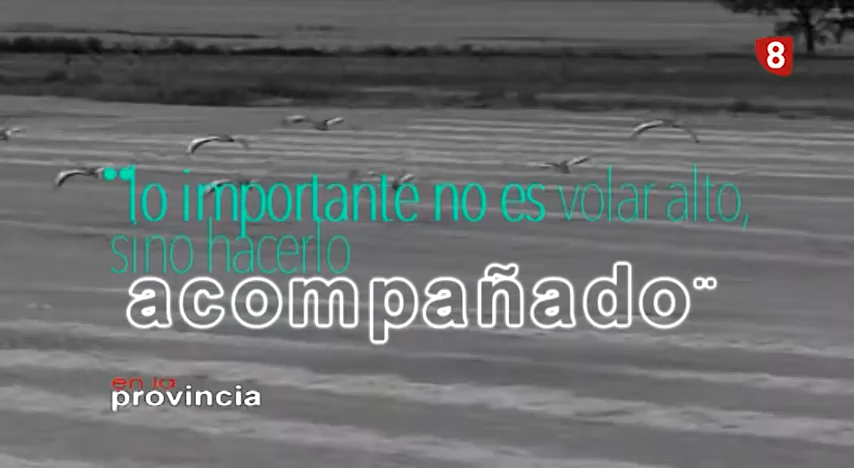 8
¨lo importante no es volar alto,
sino hacerlo
acompañado¨
en la
provincia